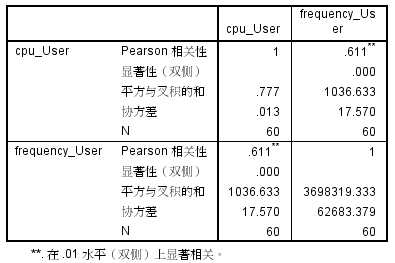 cpu_User frequency_User
cpu_User Pearson 相关性 1 .611**
显著性（双侧） .000
平方与叉积的和 .777 1036.633
协方差 .013 17.570
N 60 60
frequency_User Pearson 相关性 .611** 1
显著性（双侧） .000
平方与叉积的和 1036.633 3698319.333
协方差 17.570 62683.379
N 60 60
**. 在 .01 水平（双侧）上显著相关。